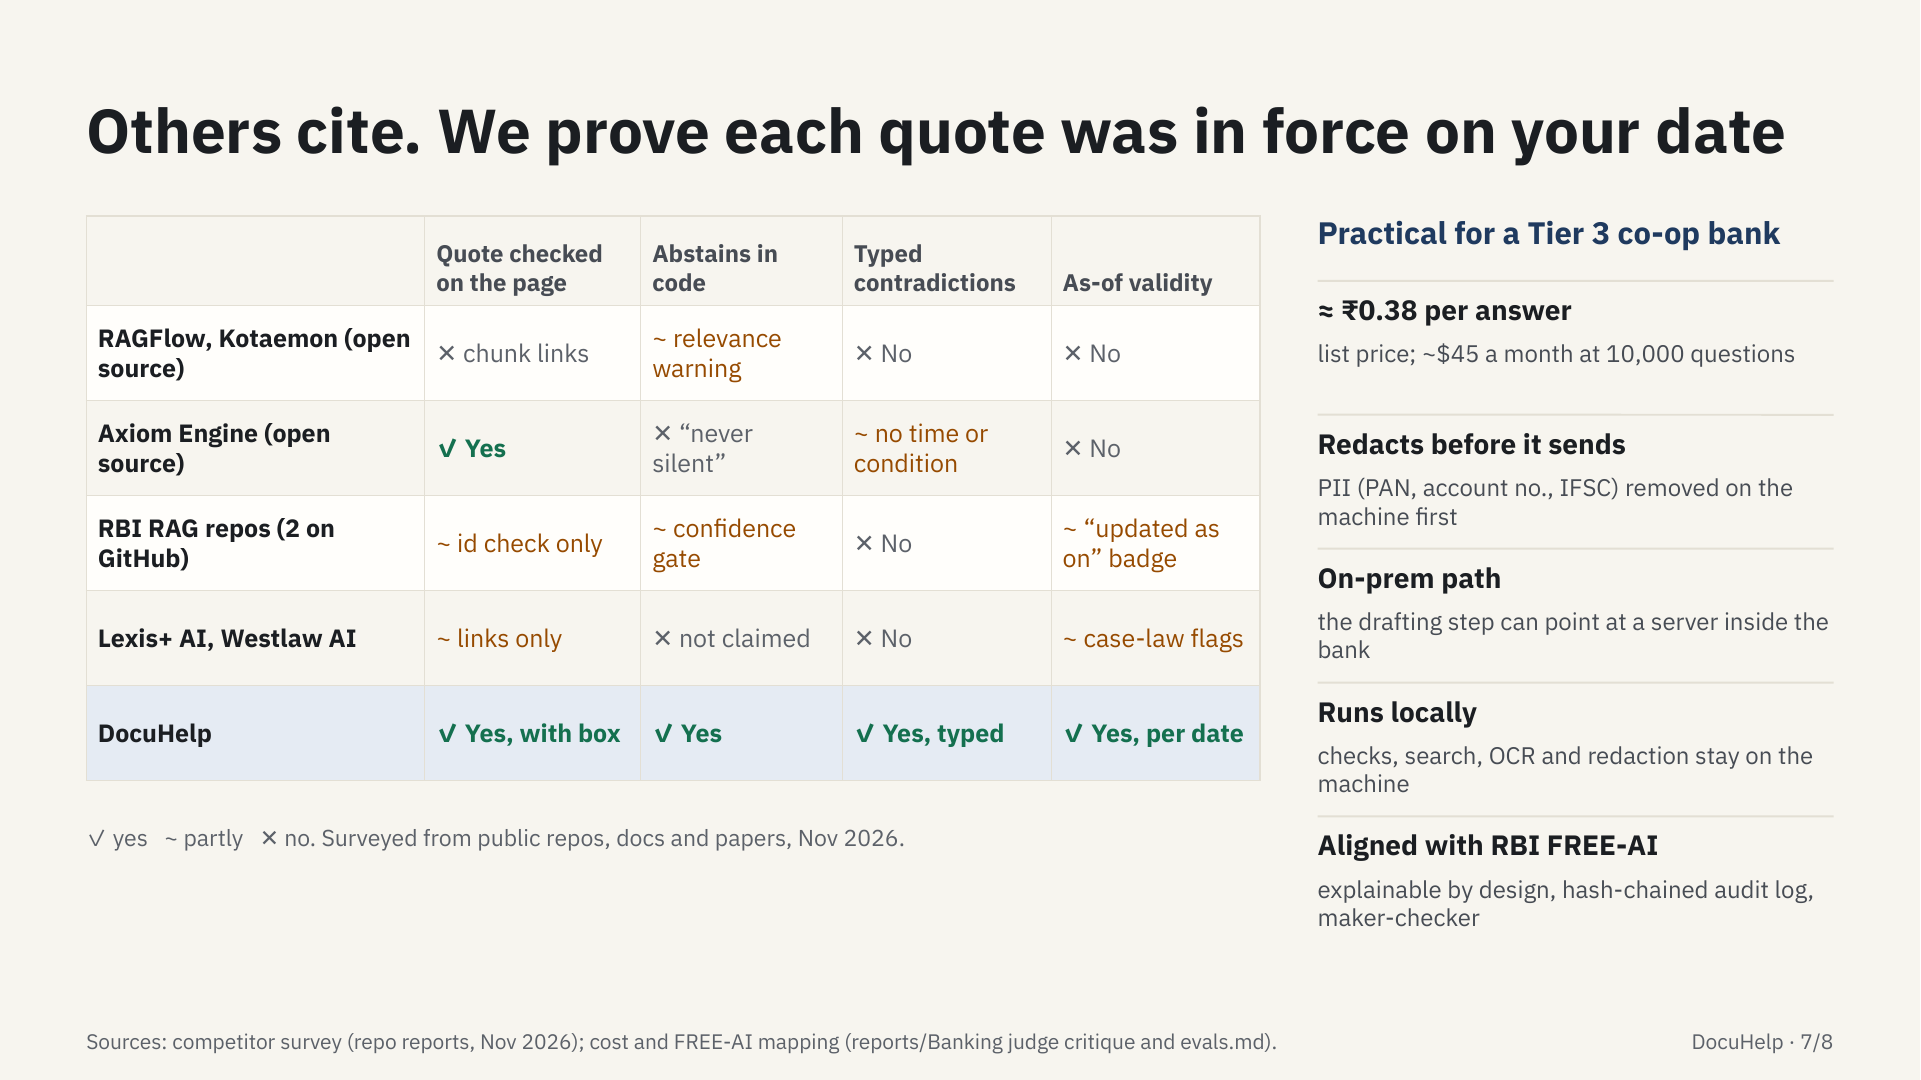 Others cite. We prove each quote was in force on your date
Quote checked
on the page
Abstains in
code
Typed
contradictions
As-of validity
RAGFlow, Kotaemon (open
source)
✕ chunk links
~ relevance
warning
✕ No
✕ No
Axiom Engine (open
source)
✓ Yes
✕ “never
silent”
~ no time or
condition
✕ No
RBI RAG repos (2 on
GitHub)
~ id check only
~ confidence
gate
✕ No
~ “updated as
on” badge
Lexis+ AI, Westlaw AI
~ links only
✕ not claimed
✕ No
~ case-law flags
DocuHelp
✓ Yes, with box
✓ Yes
✓ Yes, typed
✓ Yes, per date
✓ yes ~ partly ✕ no. Surveyed from public repos, docs and papers, Nov 2026.
Practical for a Tier 3 co-op bank
≈ ₹0.38 per answer
list price; ~$45 a month at 10,000 questions
Redacts before it sends
PII (PAN, account no., IFSC) removed on the
machine first
On-prem path
the drafting step can point at a server inside the
bank
Runs locally
checks, search, OCR and redaction stay on the
machine
Aligned with RBI FREE-AI
explainable by design, hash-chained audit log,
maker-checker
Sources: competitor survey (repo reports, Nov 2026); cost and FREE-AI mapping (reports/Banking judge critique and evals.md).
DocuHelp · 7/8